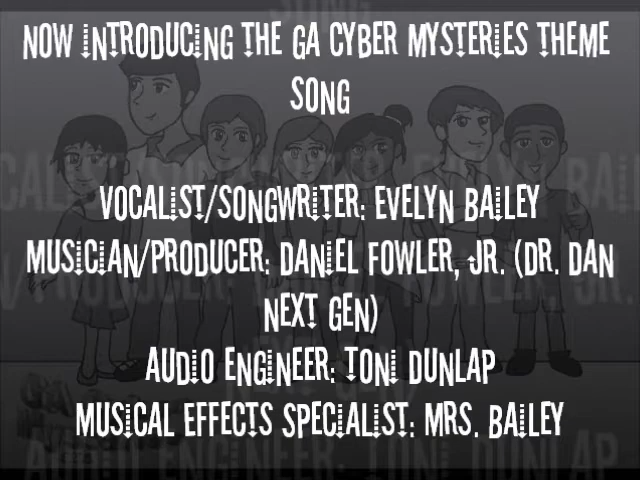 NOW INTRODUCING THE GA CYBER MYSTERIES THEME
SONG
VOCALIST/SONGWRITER: EVELYN BAILEY
MUSICIAN/PRODUCER: DANIEL FOWLER, JR. (DR. DAN
NEXT GEN)
AUDIO ENGINEER: TONI DUNLAP
MUSICAL EFFECTS SPECIALIST: MRS. BAILEY